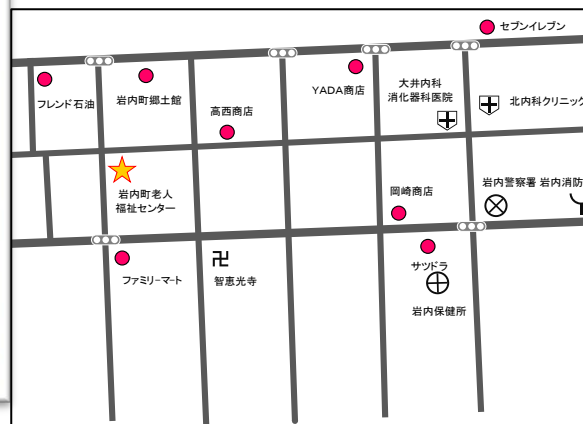 セブンイレブン
フレンド石油
岩内町郷土館
YADA商店
大井内科
消化器科医院
北内科クリニック
高西商店
岩内町老人
福祉センター
岡崎商店
岩内警察署
岩内消防
ファミリーマート
智恵光寺
サツドラ
岩内保健所